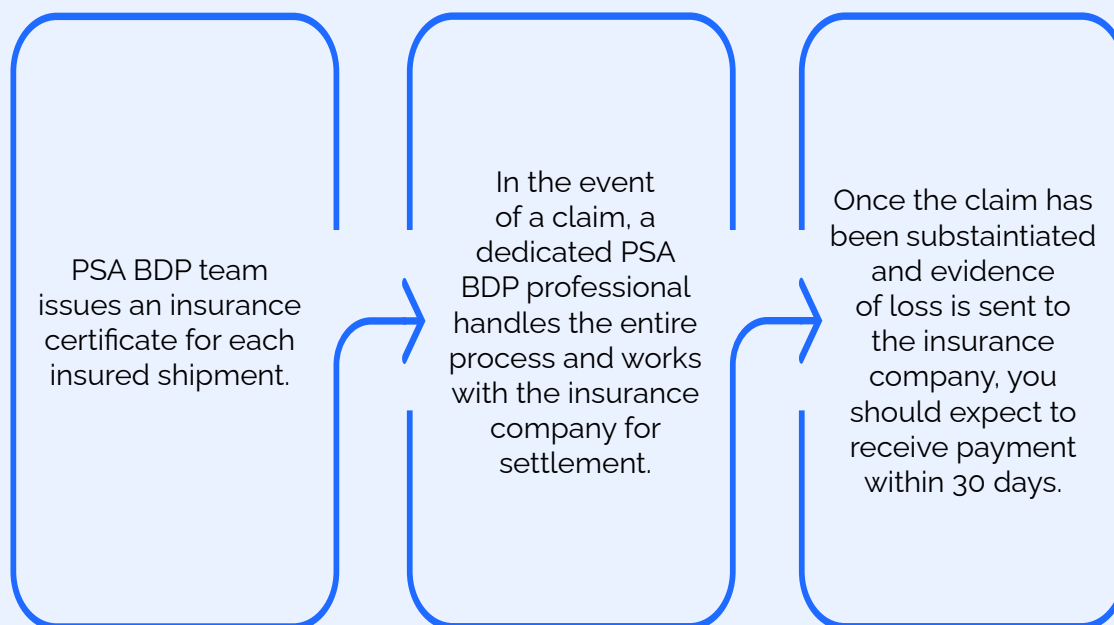 PSA BDP team
issues an insurance
certificate for each
insured shipment.
In the event
of a claim, a
dedicated PSA
BDP professional
handles the entire
process and works
with the insurance
company for
settlement.
Once the claim has
been substaintiated
and evidence
of loss is sent to
the insurance
company, you
should expect to
receive payment
within 30 days.